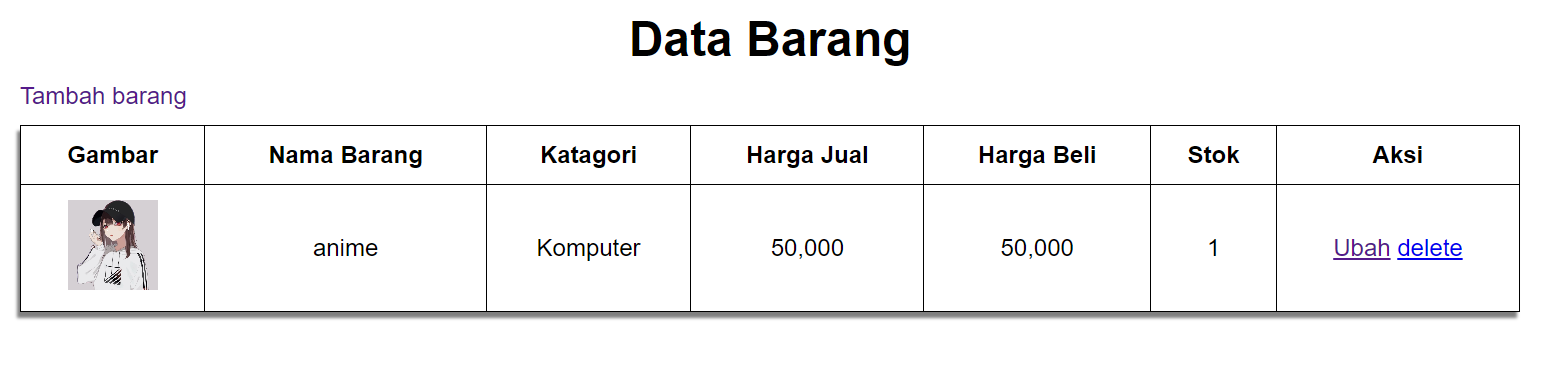 Data Barang
Tambah barang
Gambar Nama Barang Katagori Harga Jual Harga Beli Stok Aksi
anime Komputer 50,000 50,000 1 Ubah delete